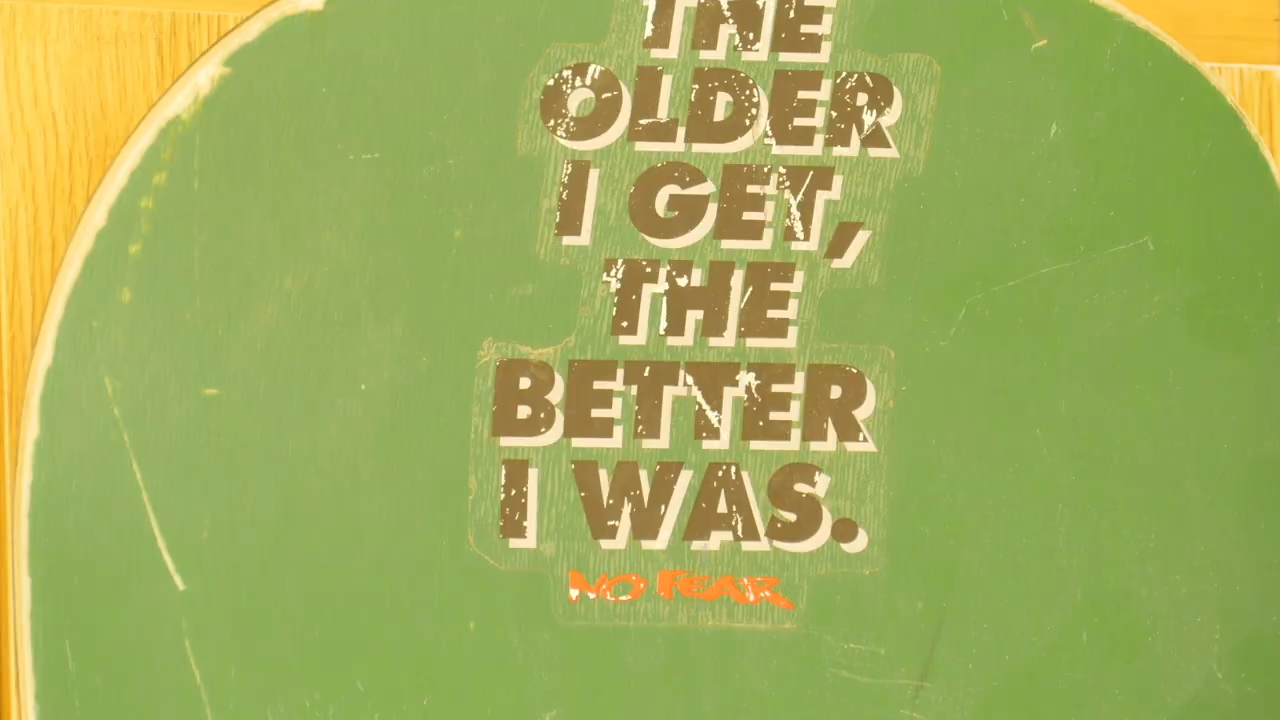 THE
OLDER
I GET,
THE
BETTER
I WAS.
NO FEAR